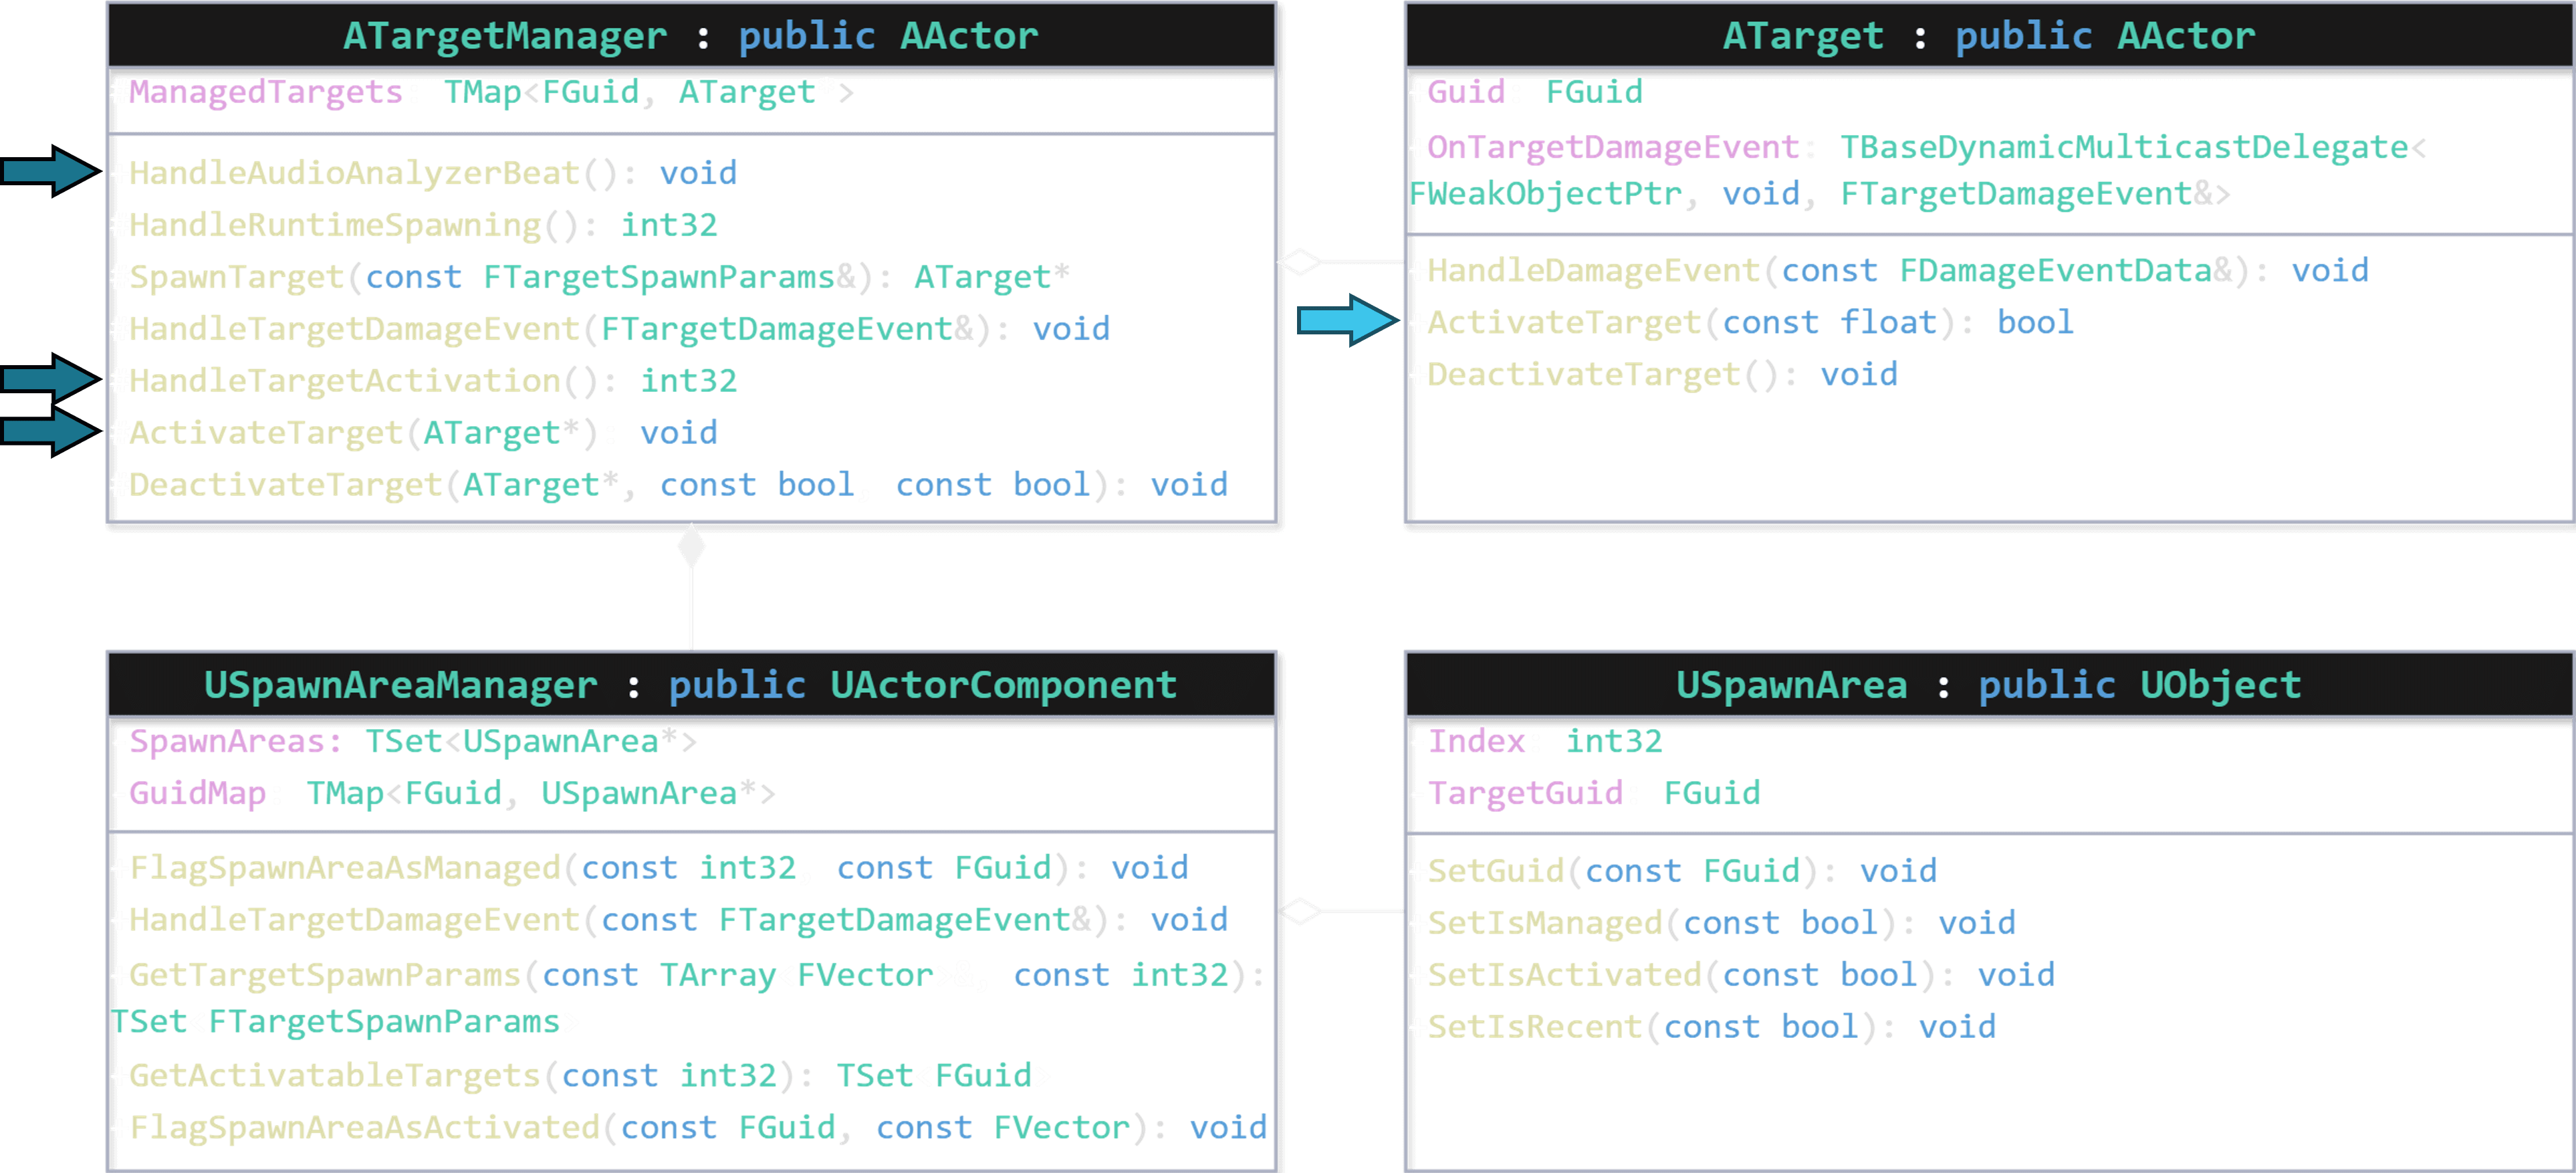 ATargetManager : public AActor
ManagedTargets TMap<FGuid, ATarget >
HandleAudioAnalyzerBeat(): void
HandleRuntimeSpawning(): int32
SpawnTarget(const FTargetSpawnParams&): ATarget*
HandleTargetDamageEvent(FTargetDamageEvent&): void
HandleTargetActivation(): int32
ActivateTarget(ATarget*) void
DeactivateTarget(ATarget*, const bool const bool): void
ATarget : public AActor
Guid FGuid
OnTargetDamageEvent: TBaseDynamicMulticastDelegate<
FWeakObjectPtr, void, FTargetDamageEvent&>
HandleDamageEvent(const FDamageEventData&): void
ActivateTarget(const float): bool
DeactivateTarget(): void
USpawnAreaManager : public UActorComponent
SpawnAreas: TSet<USpawnArea*>
GuidMap TMap<FGuid, USpawnArea*>
FlagSpawnAreaAsManaged(const int32 const FGuid): void
HandleTargetDamageEvent(const FTargetDamageEvent&): void
GetTargetSpawnParams(const TArray FVector const int32):
TSet FTargetSpawnParams
GetActivatableTargets(const int32): TSet FGuid
FlagSpawnAreaAsActivated(const FGuid, const FVector): void
USpawnArea : public UObject
Index int32
TargetGuid FGuid
SetGuid(const FGuid): void
SetIsManaged(const bool): void
SetIsActivated(const bool): void
SetIsRecent(const bool): void